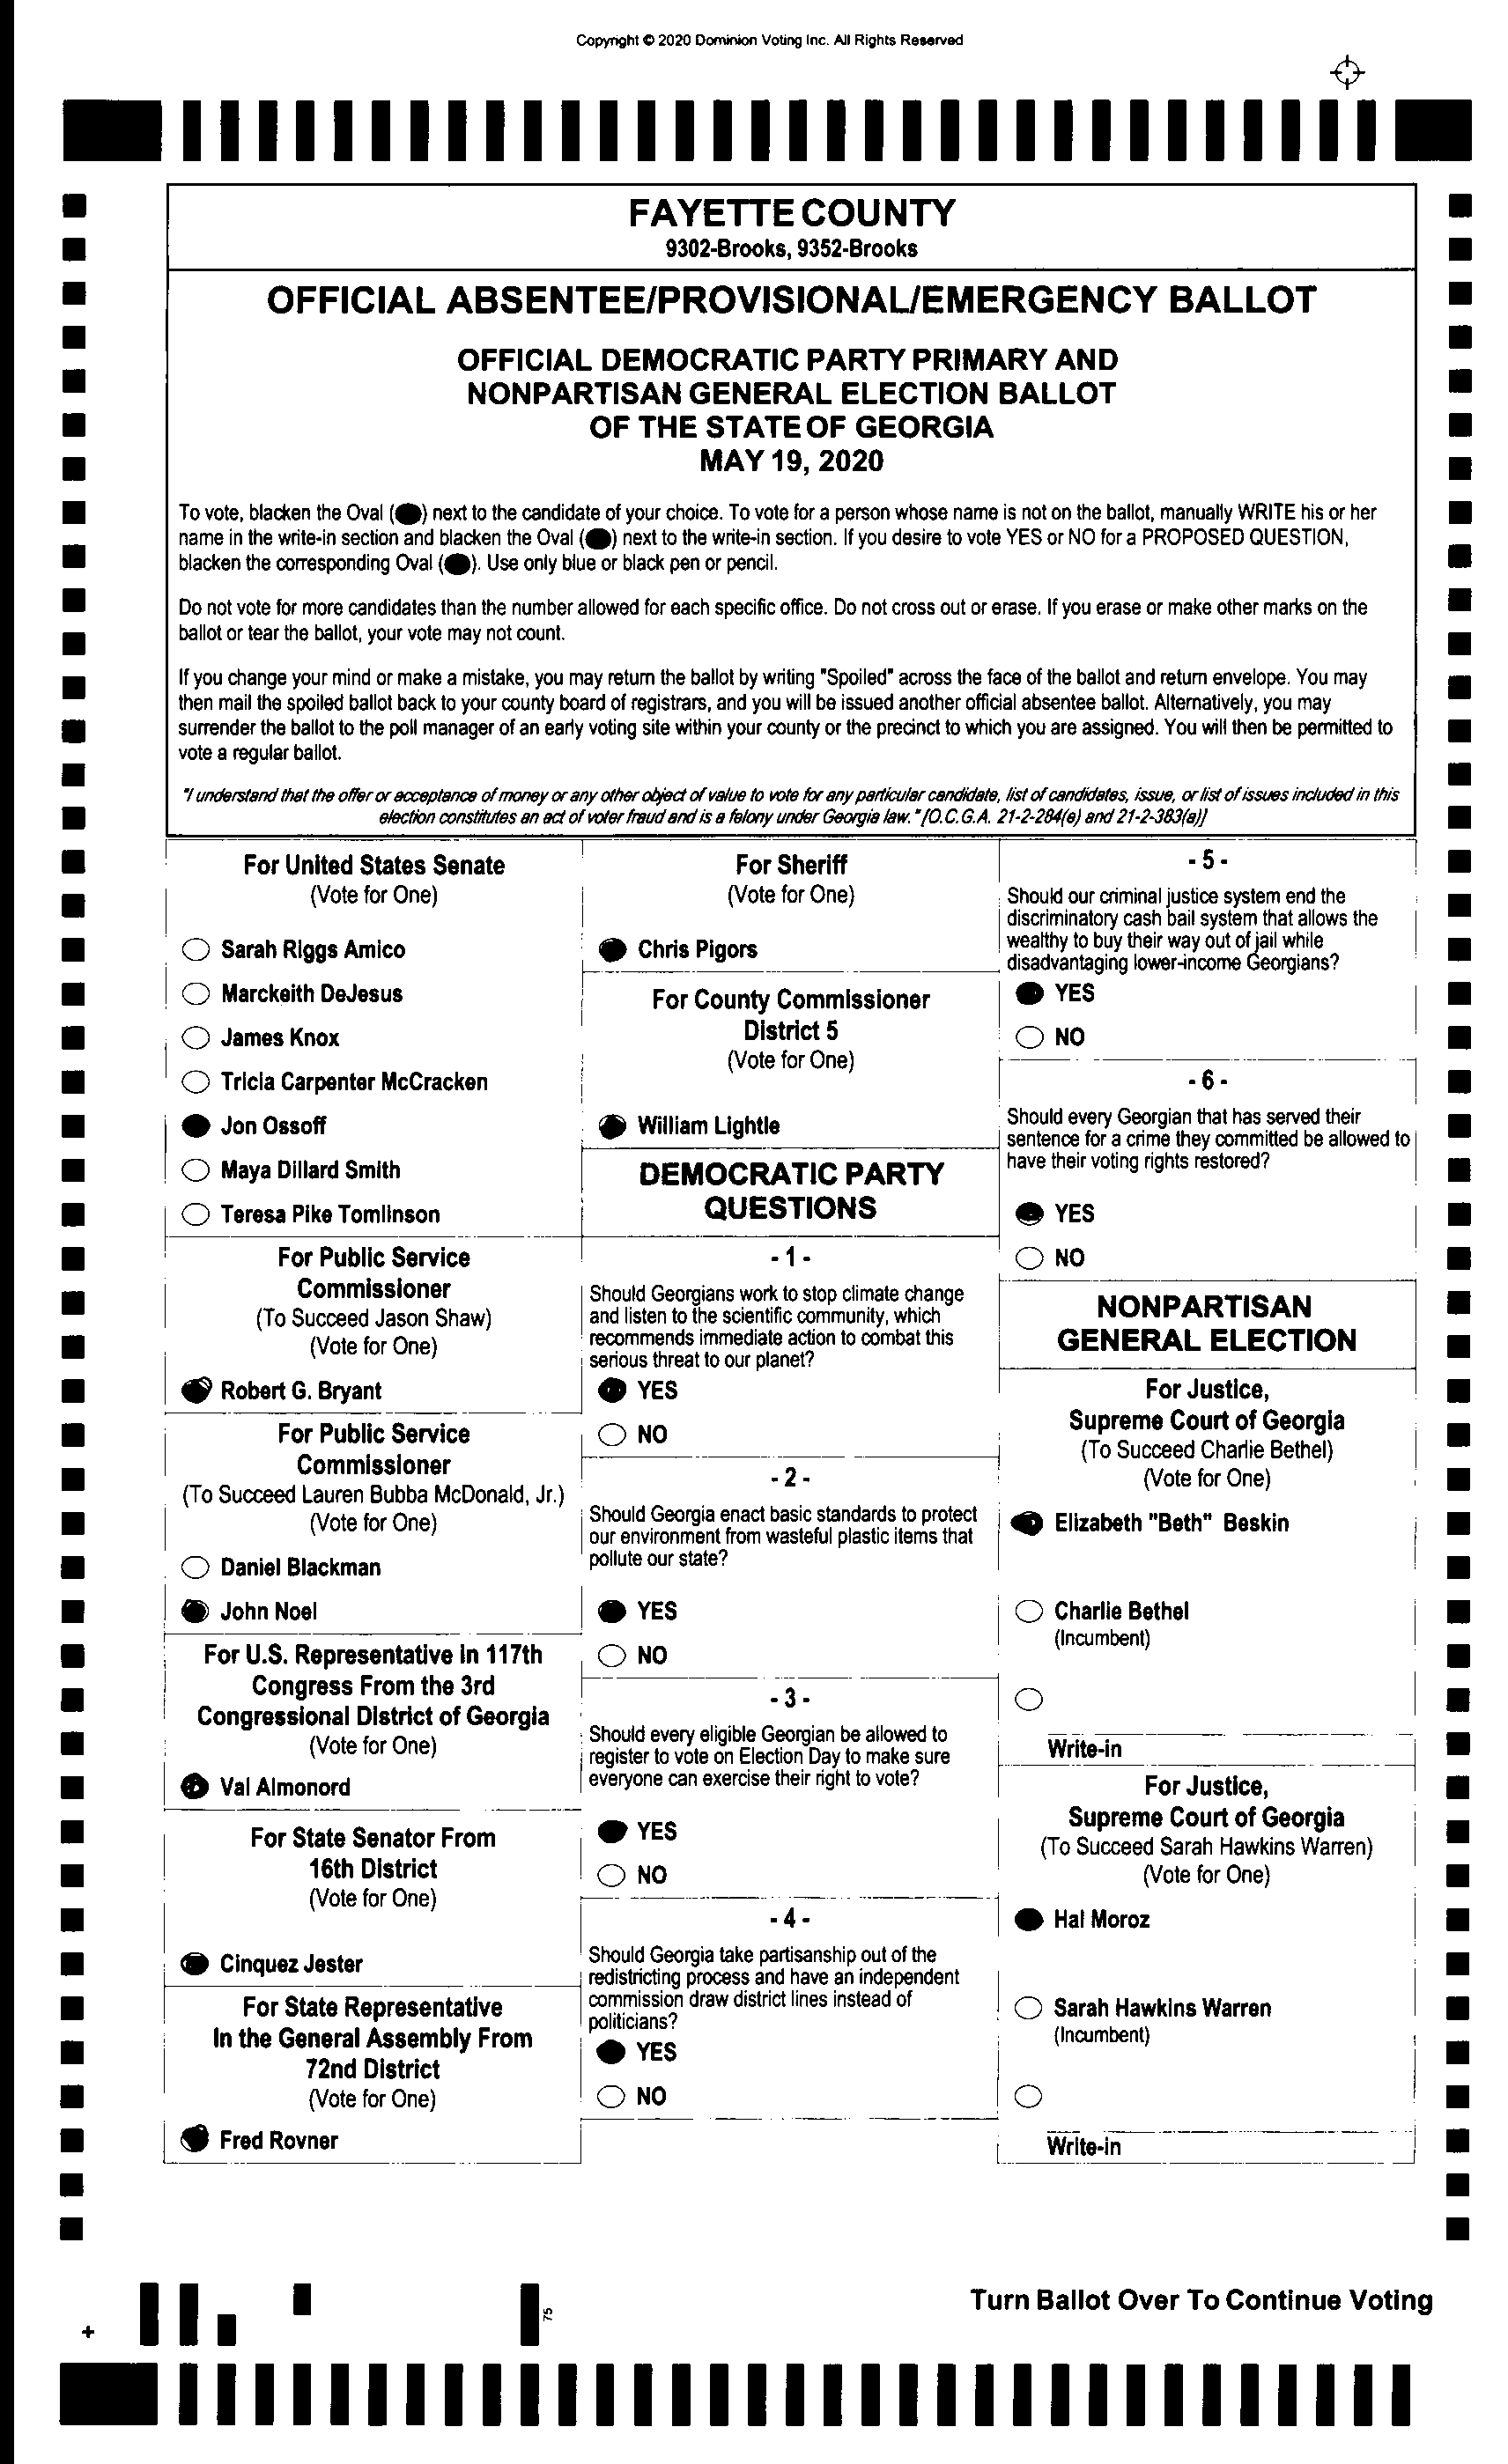 Copyright © 2020 Dominion Voting Inc. All Rights Reserved
FAYETTE COUNTY
9302-Brooks, 9352-Brooks
OFFICIAL ABSENTEE/PROVISIONAL/EMERGENCY BALLOT
OFFICIAL DEMOCRATIC PARTY PRIMARY AND
NONPARTISAN GENERAL ELECTION BALLOT
OF THE STATE OF GEORGIA
MAY 19, 2020
To vote, blacken the Oval () next to the candidate of your choice. To vote for a person whose name is not on the ballot, manually WRITE his or her
name in the write-in section and blacken the Oval () next to the write-in section. If you desire to vote YES or NO for a PROPOSED QUESTION,
blacken the corresponding Oval (). Use only blue or black pen or pencil.
Do not vote for more candidates than the number allowed for each specific office. Do not cross out or erase. If you erase or make other marks on the
ballot or tear the ballot, your vote may not count.
If you change your mind or make a mistake, you may return the ballot by writing "Spoiled" across the face of the ballot and return envelope. You may
then mail the spoiled ballot back to your county board of registrars, and you will be issued another official absentee ballot. Alternatively, you may
surrender the ballot to the poll manager of an early voting site within your county or the precinct to which you are assigned. You will then be permitted to
vote a regular ballot.
"I understand that the offer or acceptance of money or any other object of value to vote for any particular candidate, list of candidates, issue, or list of issues included in this
election constitutes an act of voter fraud and is a felony under Georgia law." [O.C.G.A. 21-2-284(e) and 21-2-383(a)]
For United States Senate
(Vote for One)
Sarah Riggs Amico
Marckeith DeJesus
James Knox
Tricia Carpenter McCracken
Jon Ossoff
Maya Dillard Smith
Teresa Pike Tomlinson
For Public Service
Commissioner
(To Succeed Jason Shaw)
(Vote for One)
Robert G. Bryant
For Public Service
Commissioner
(To Succeed Lauren Bubba McDonald, Jr.)
(Vote for One)
Daniel Blackman
John Noel
For U.S. Representative in 117th
Congress From the 3rd
Congressional District of Georgia
(Vote for One)
Val Almonord
For State Senator From
16th District
(Vote for One)
Cinquez Jester
For State Representative
In the General Assembly From
72nd District
(Vote for One)
Fred Rovner
For Sheriff
(Vote for One)
Chris Pigors
For County Commissioner
District 5
(Vote for One)
William Lightle
DEMOCRATIC PARTY
QUESTIONS
- 1 -
Should Georgians work to stop climate change
and listen to the scientific community, which
recommends immediate action to combat this
serious threat to our planet?
YES
NO
- 2 -
Should Georgia enact basic standards to protect
our environment from wasteful plastic items that
pollute our state?
YES
NO
- 3 -
Should every eligible Georgian be allowed to
register to vote on Election Day to make sure
everyone can exercise their right to vote?
YES
NO
- 4 -
Should Georgia take partisanship out of the
redistricting process and have an independent
commission draw district lines instead of
politicians?
YES
NO
- 5 -
Should our criminal justice system end the
discriminatory cash bail system that allows the
wealthy to buy their way out of jail while
disadvantaging lower-income Georgians?
YES
NO
- 6 -
Should every Georgian that has served their
sentence for a crime they committed be allowed to
have their voting rights restored?
YES
NO
NONPARTISAN
GENERAL ELECTION
For Justice,
Supreme Court of Georgia
(To Succeed Charlie Bethel)
(Vote for One)
Elizabeth "Beth" Beskin
Charlie Bethel
(Incumbent)
Write-in
For Justice,
Supreme Court of Georgia
(To Succeed Sarah Hawkins Warren)
(Vote for One)
Hal Moroz
Sarah Hawkins Warren
(Incumbent)
Write-in
Turn Ballot Over To Continue Voting
75
+